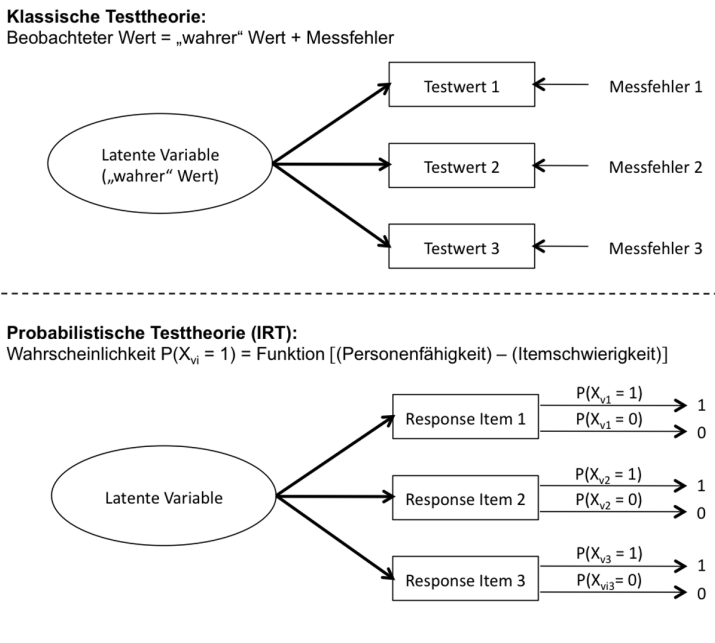 Klassische Testtheorie:
Beobachteter Wert = „wahrer“ Wert + Messfehler
Testwert 1
Messfehler 1
Latente Variable
(„wahrer“ Wert)
Testwert 2
Messfehler 2
Testwert 3
Messfehler 3
Probabilistische Testtheorie (IRT):
Wahrscheinlichkeit P(Xvi = 1) = Funktion [(Personenfähigkeit) – (Itemschwierigkeit)]
Response Item 1
P(Xv1 = 1)
1
P(Xv1 = 0)
0
Latente Variable
Response Item 2
P(Xv2 = 1)
1
P(Xv2 = 0)
0
Response Item 3
P(Xv3 = 1)
1
P(Xvi3= 0)
0